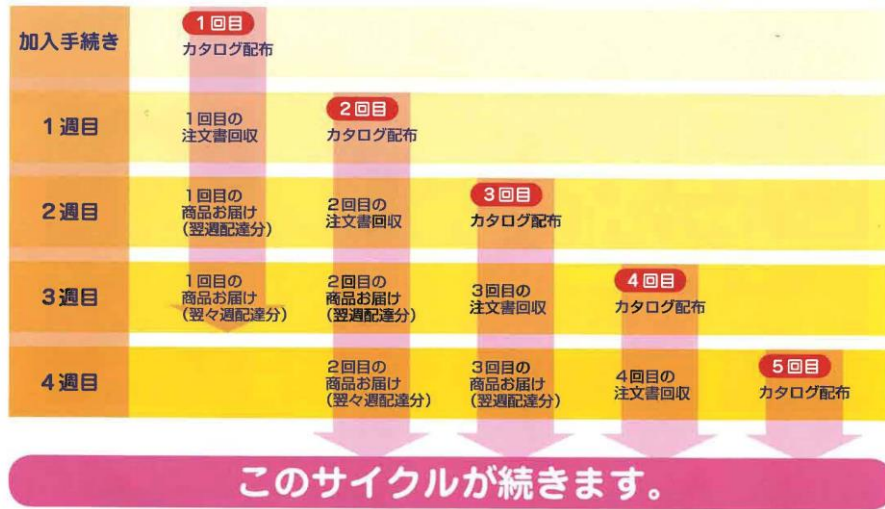 加入手続き
1回目
カタログ配布
1週目
1回目の
注文書回収
2回目
カタログ配布
2週目
1回目の
商品お届け
(翌週配達分)
2回目の
注文書回収
3回目
カタログ配布
3週目
1回目の
商品お届け
(翌々週配達分)
2回目の
商品お届け
(翌週配達分)
3回目の
注文書回収
4回目
カタログ配布
4週目
2回目の
商品お届け
(翌々週配達分)
3回目の
商品お届け
(翌週配達分)
4回目の
注文書回収
5回目
カタログ配布
このサイクルが続きます。